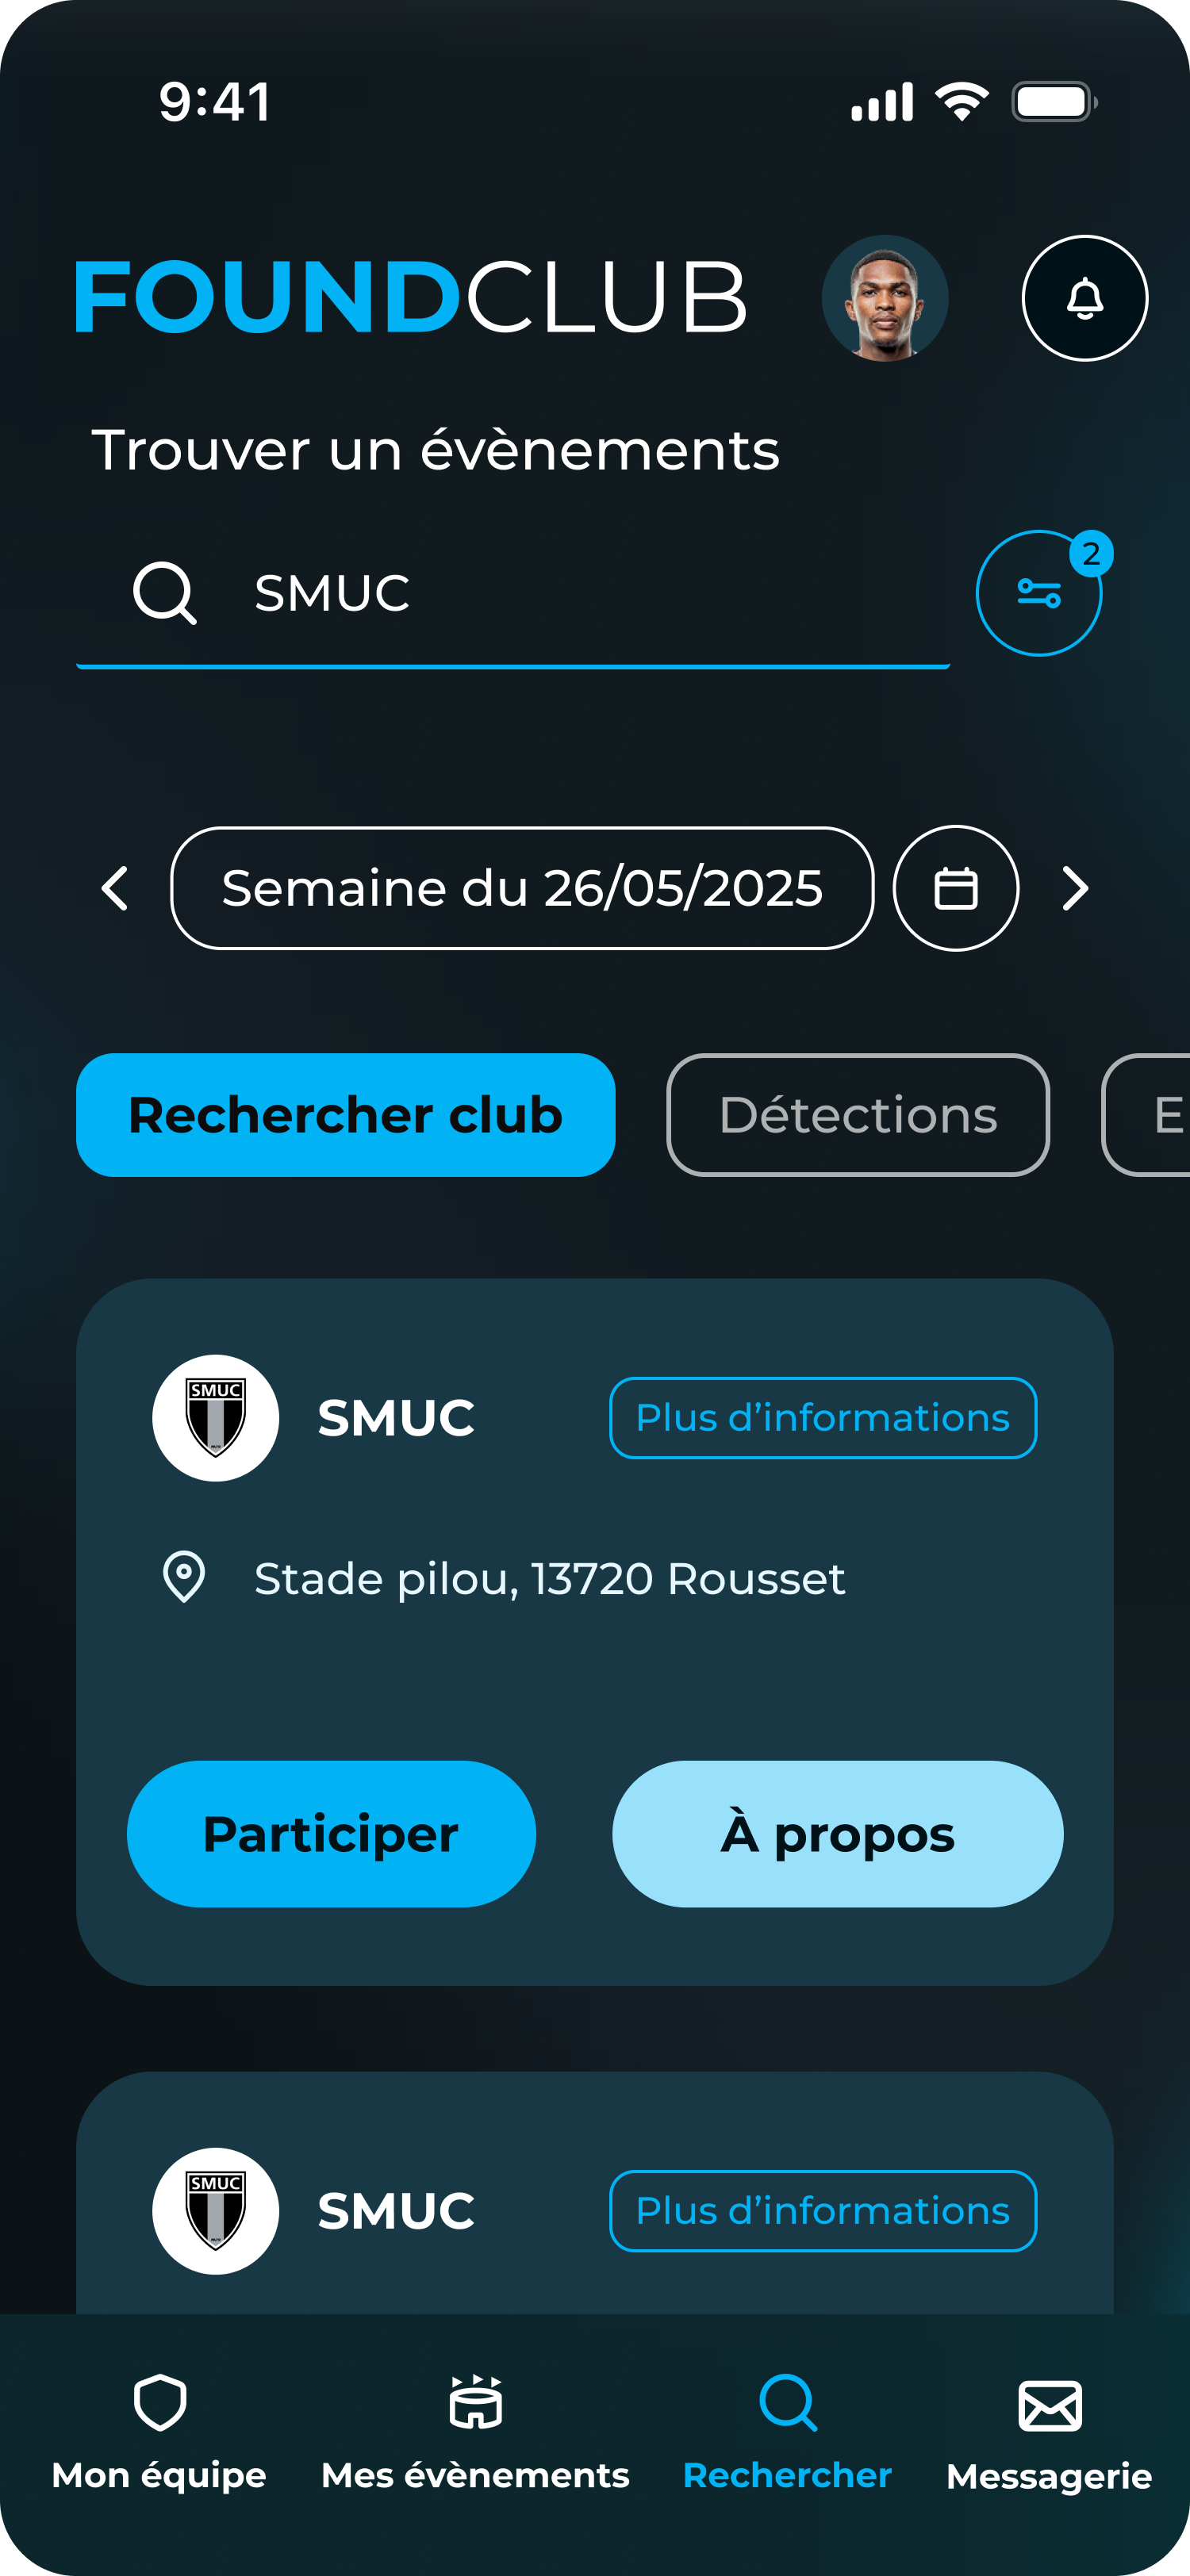 9:41
FOUNDCLUB
Trouver un évènements
2
SMUC
Semaine du 26/05/2025
Rechercher club
Détections
E
SMUC
SMUC
Plus d’informations
Stade pilou, 13720 Rousset
Participer
À propos
SMUC
SMUC
Plus d’informations
Mon équipe
Mes évènements
Rechercher
Messagerie